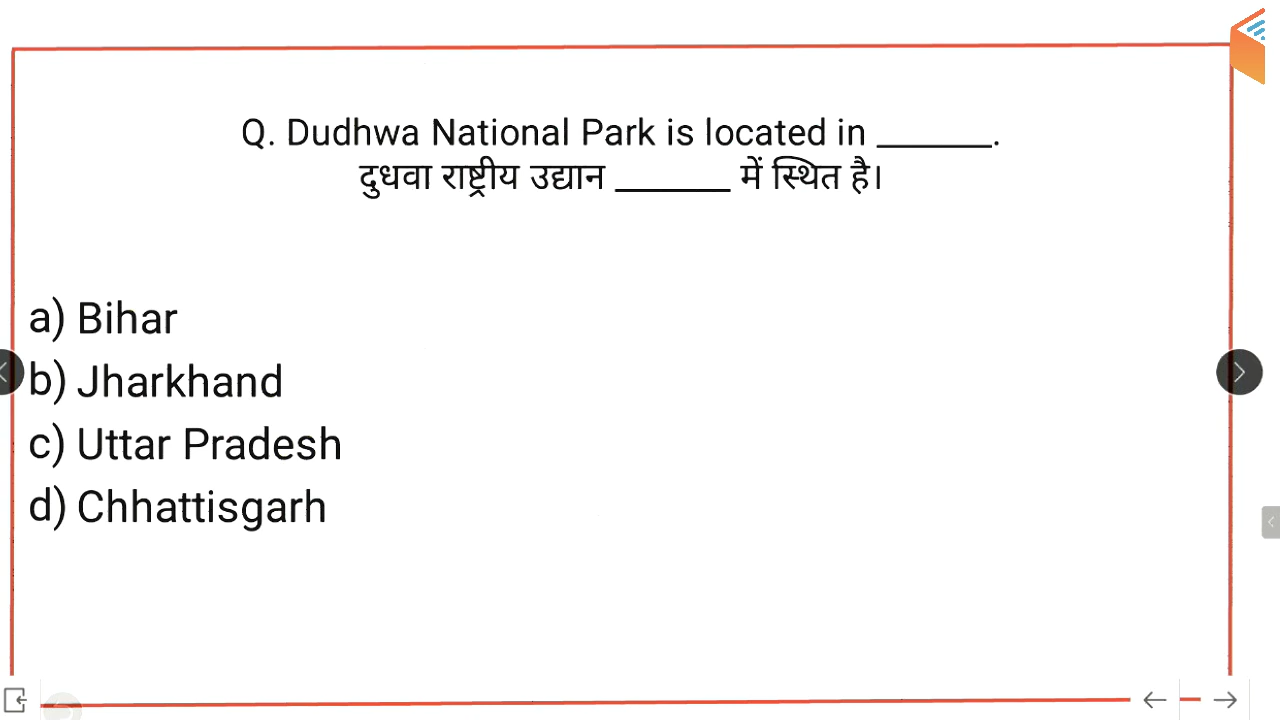 Q. Dudhwa National Park is located in ______.
दुधवा राष्ट्रीय उद्यान ______ में स्थित है।
a) Bihar
b) Jharkhand
c) Uttar Pradesh
d) Chhattisgarh